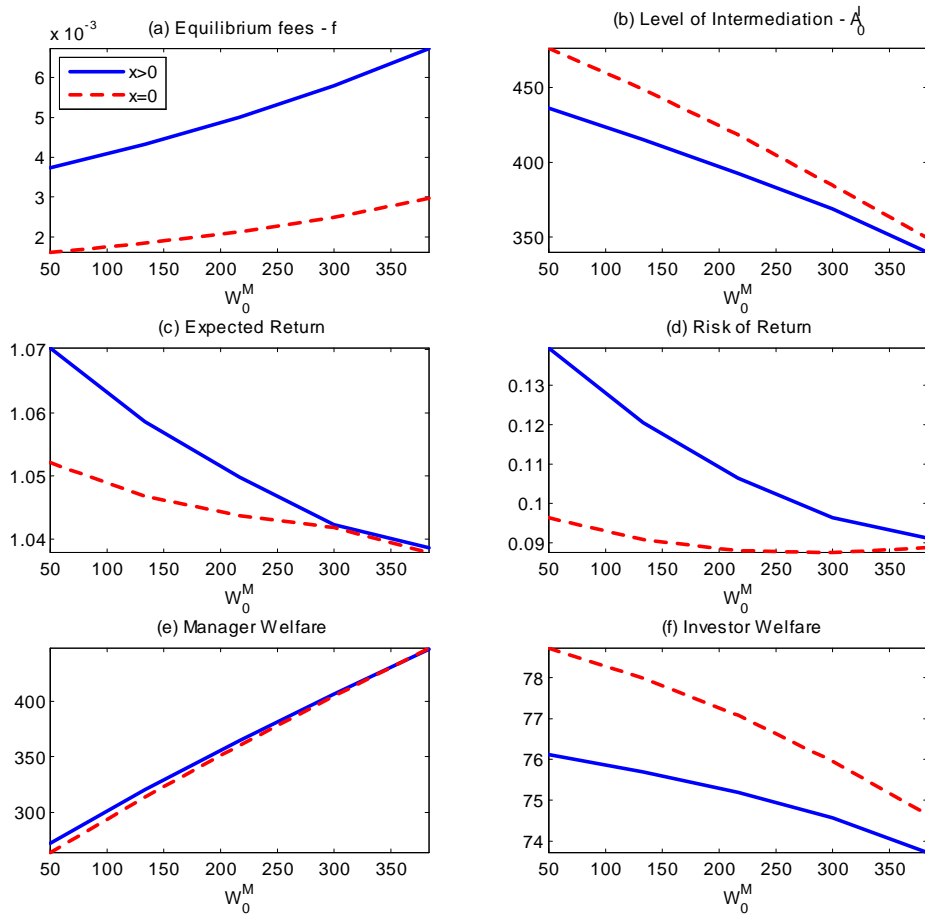 (a) Equilibrium fees - f
x 10^-3
6
5
4
3
2
x>0
x=0
50 100 150 200 250 300 350
W_0^M
(b) Level of Intermediation - A_0^I
450
400
350
50 100 150 200 250 300 350
W_0^M
(c) Expected Return
1.07
1.06
1.05
1.04
50 100 150 200 250 300 350
W_0^M
(d) Risk of Return
0.13
0.12
0.11
0.1
0.09
50 100 150 200 250 300 350
W_0^M
(e) Manager Welfare
400
350
300
50 100 150 200 250 300 350
W_0^M
(f) Investor Welfare
78
77
76
75
74
50 100 150 200 250 300 350
W_0^M